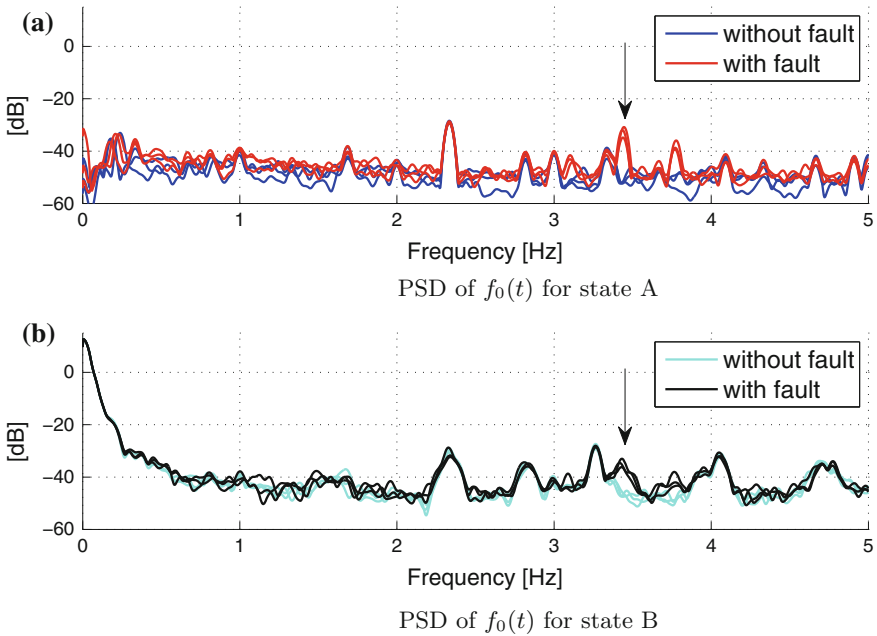 (a)
0
−20
−40
−60
[dB]
without fault
with fault
0 1 2 3 4 5
Frequency [Hz]
PSD of f₀(t) for state A
(b)
0
−20
−40
−60
[dB]
without fault
with fault
0 1 2 3 4 5
Frequency [Hz]
PSD of f₀(t) for state B